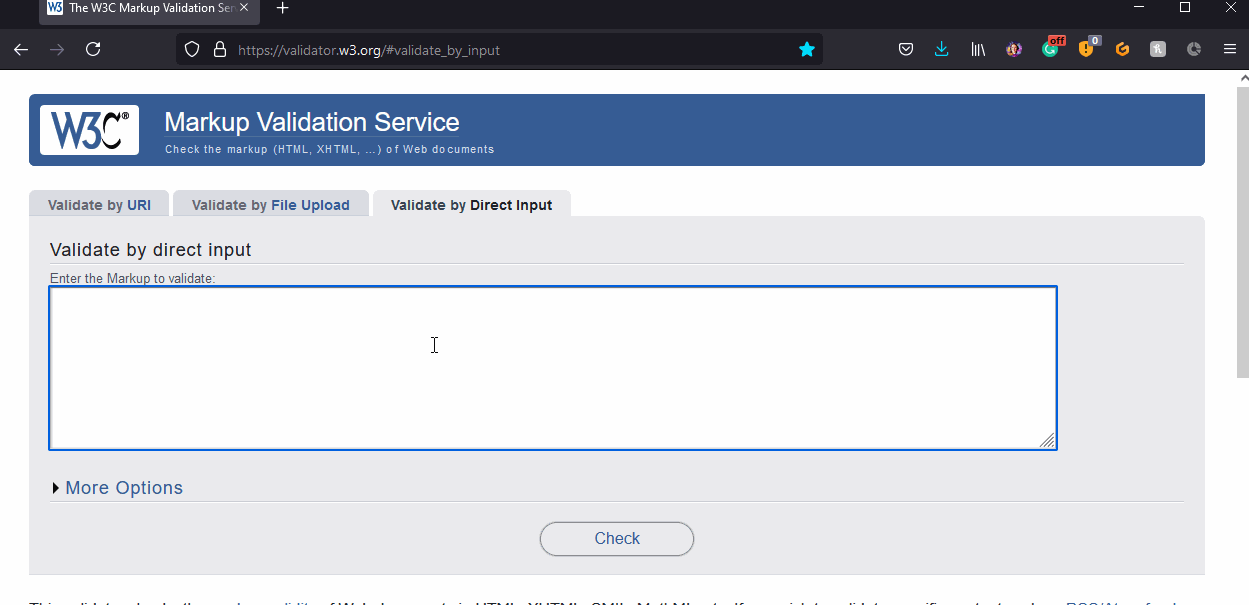 W3C The W3C Markup Validation Ser
https://validator.w3.org/#validate_by_input
off
0
W3C®
Markup Validation Service
Check the markup (HTML, XHTML, …) of Web documents
Validate by URI
Validate by File Upload
Validate by Direct Input
Validate by direct input
Enter the Markup to validate:
More Options
Check